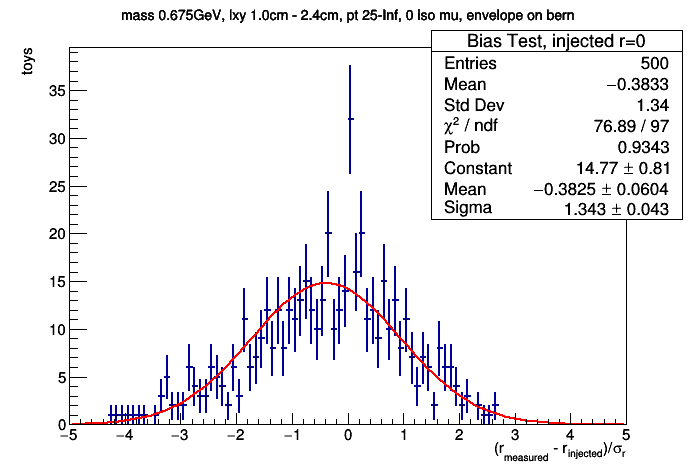 mass 0.675GeV, lxy 1.0cm - 2.4cm, pt 25-Inf, 0 Iso mu, envelope on bern
Bias Test, injected r=0
Entries 500
Mean −0.3833
Std Dev 1.34
χ² / ndf 76.89 / 97
Prob 0.9343
Constant 14.77 ± 0.81
Mean −0.3825 ± 0.0604
Sigma 1.343 ± 0.043
toys
35
30
25
20
15
10
5
0
−5 −4 −3 −2 −1 0 1 2 3 4 5
(r_measured - r_injected)/σ_r